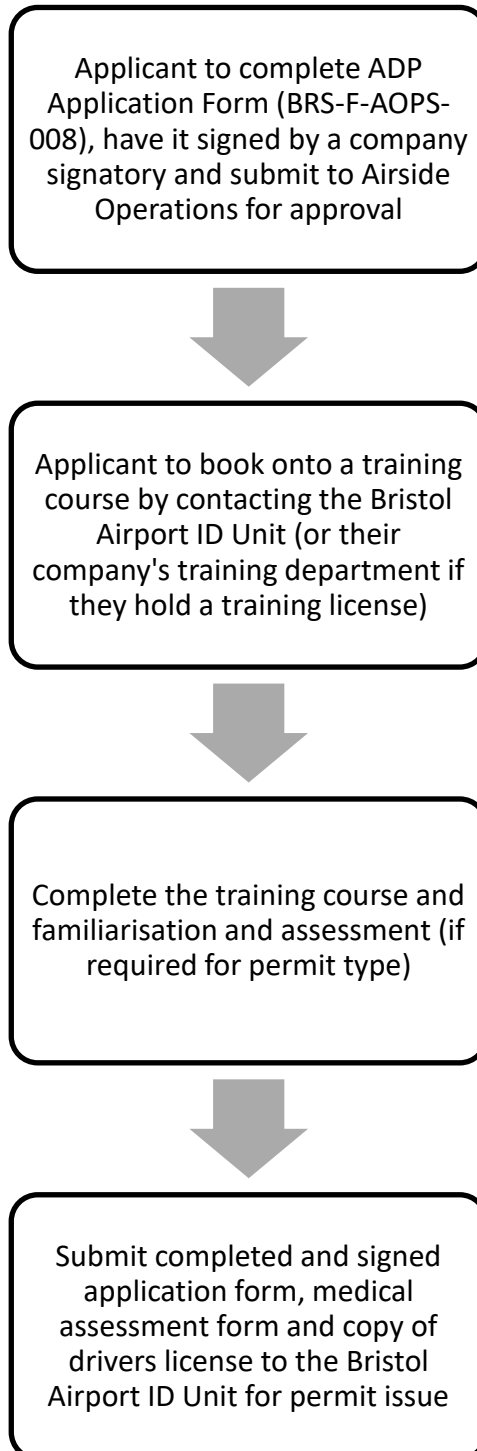 Applicant to complete ADP
Application Form (BRS-F-AOPS-
008), have it signed by a company
signatory and submit to Airside
Operations for approval
Applicant to book onto a training
course by contacting the Bristol
Airport ID Unit (or their
company's training department if
they hold a training license)
Complete the training course and
familiarisation and assessment (if
required for permit type)
Submit completed and signed
application form, medical
assessment form and copy of
drivers license to the Bristol
Airport ID Unit for permit issue